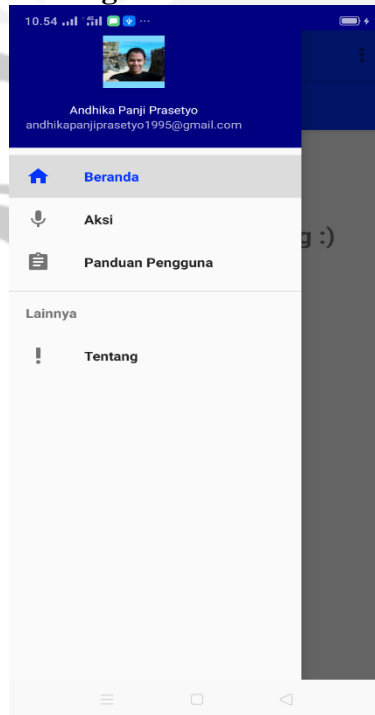 10.54
Andhika Panji Prasetyo
andhikapanjiprasetyo1995@gmail.com
Beranda
Aksi
g :)
Panduan Pengguna
Lainnya
Tentang